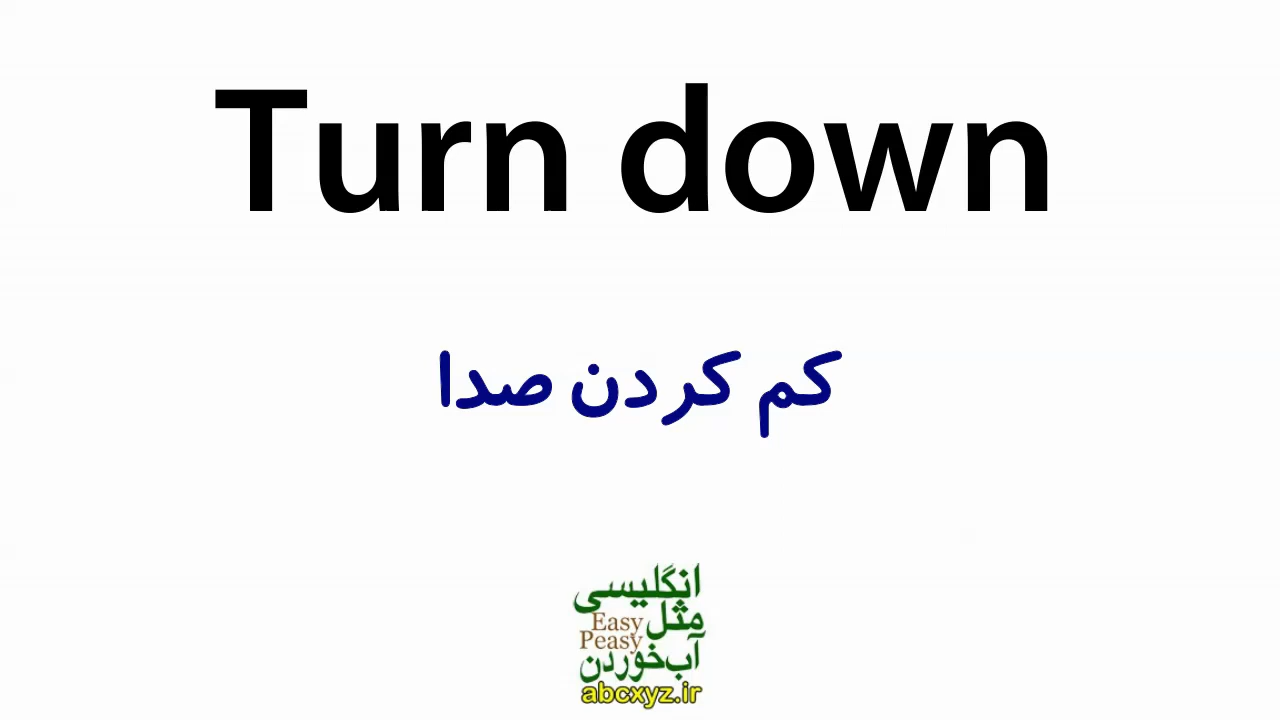 Turn down
کم کردن صدا
انگلیسی
مثل Easy
Peasy
آب‌خوردن
abcxyz.ir